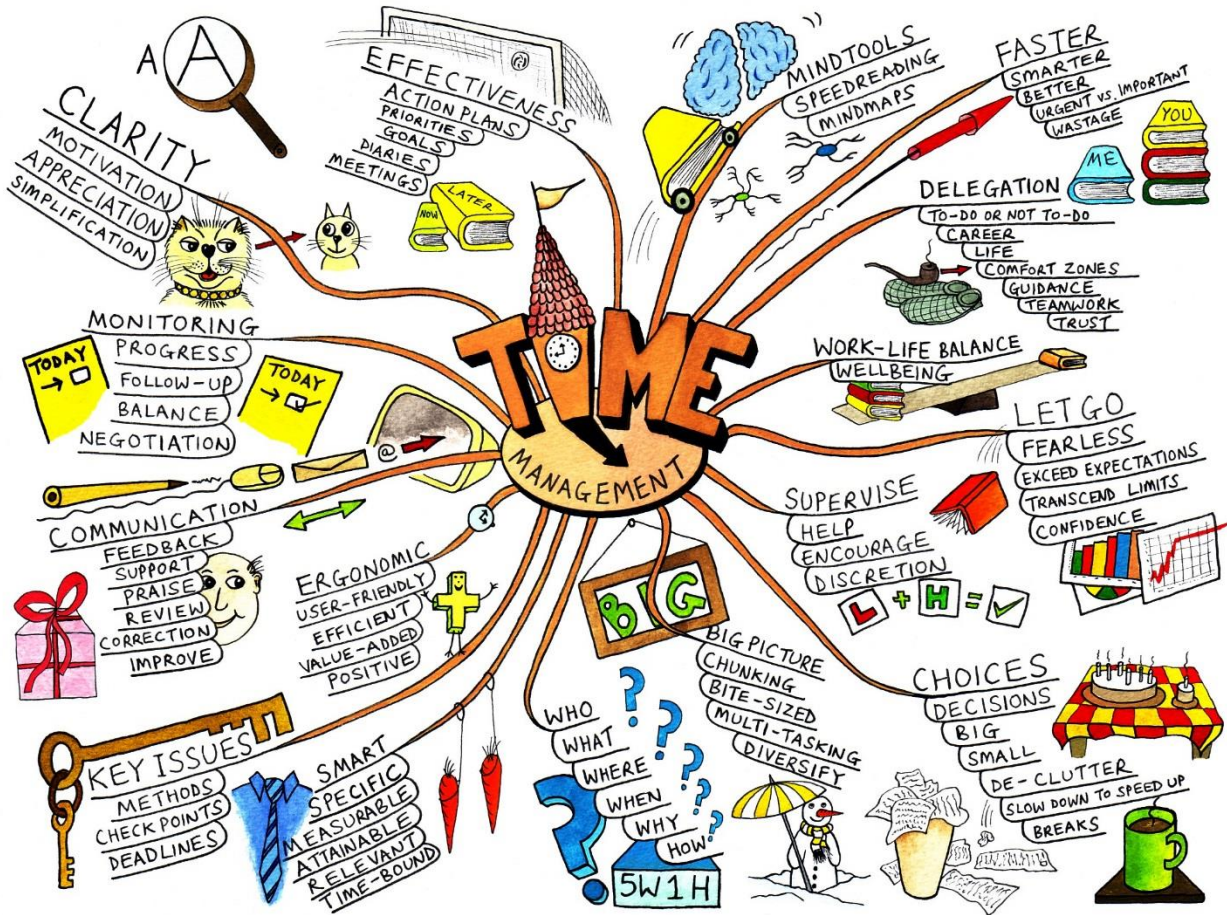 TIME
MANAGEMENT
A A
CLARITY
MOTIVATION
APPRECIATION
SIMPLIFICATION
EFFECTIVENESS
ACTION PLANS
PRIORITIES
GOALS
DIARIES
MEETINGS
NOW
LATER
MINDTOOLS
SPEEDREADING
MINDMAPS
FASTER
SMARTER
BETTER
URGENT VS. IMPORTANT
WASTAGE
ME
YOU
DELEGATION
TO-DO OR NOT TO-DO
CAREER
LIFE
COMFORT ZONES
GUIDANCE
TEAMWORK
TRUST
WORK-LIFE BALANCE
WELLBEING
LET GO
FEARLESS
EXCEED EXPECTATIONS
TRANSCEND LIMITS
CONFIDENCE
SUPERVISE
HELP
ENCOURAGE
DISCRETION
L + H = ✓
CHOICES
DECISIONS
BIG
SMALL
DE-CLUTTER
SLOW DOWN TO SPEED UP
BREAKS
BIG
BIG PICTURE
CHUNKING
BITE-SIZED
MULTI-TASKING
DIVERSIFY
WHO
WHAT
WHERE
WHEN
WHY
HOW
? ? ? ? ? ? ?
5W1H
SMART
SPECIFIC
MEASURABLE
ATTAINABLE
RELEVANT
TIME-BOUND
KEY ISSUES
METHODS
CHECK POINTS
DEADLINES
ERGONOMIC
USER-FRIENDLY
EFFICIENT
VALUE-ADDED
POSITIVE
COMMUNICATION
FEEDBACK
SUPPORT
PRAISE
REVIEW
CORRECTION
IMPROVE
@
MONITORING
PROGRESS
FOLLOW-UP
BALANCE
NEGOTIATION
TODAY
→ ☐
TODAY
→ ☑